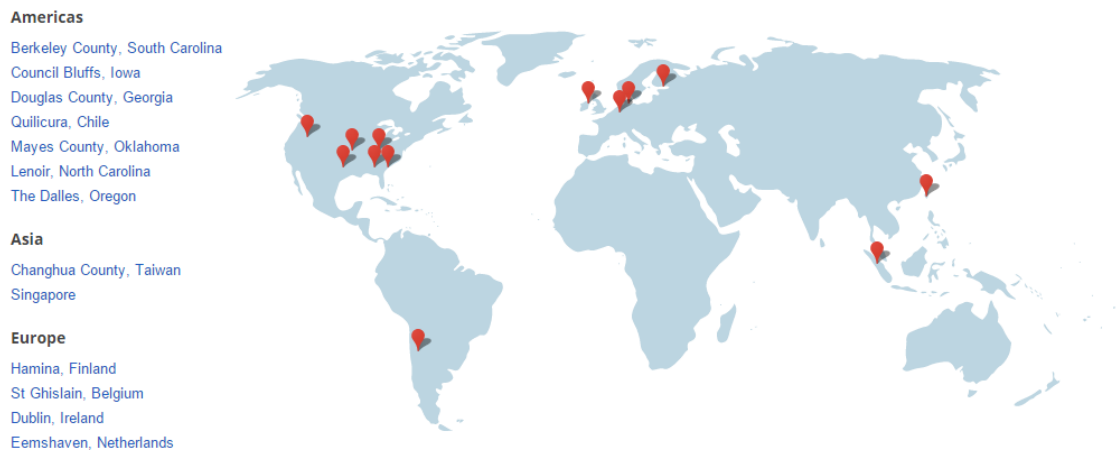 Americas
Berkeley County, South Carolina
Council Bluffs, Iowa
Douglas County, Georgia
Quilicura, Chile
Mayes County, Oklahoma
Lenoir, North Carolina
The Dalles, Oregon
Asia
Changhua County, Taiwan
Singapore
Europe
Hamina, Finland
St Ghislain, Belgium
Dublin, Ireland
Eemshaven, Netherlands